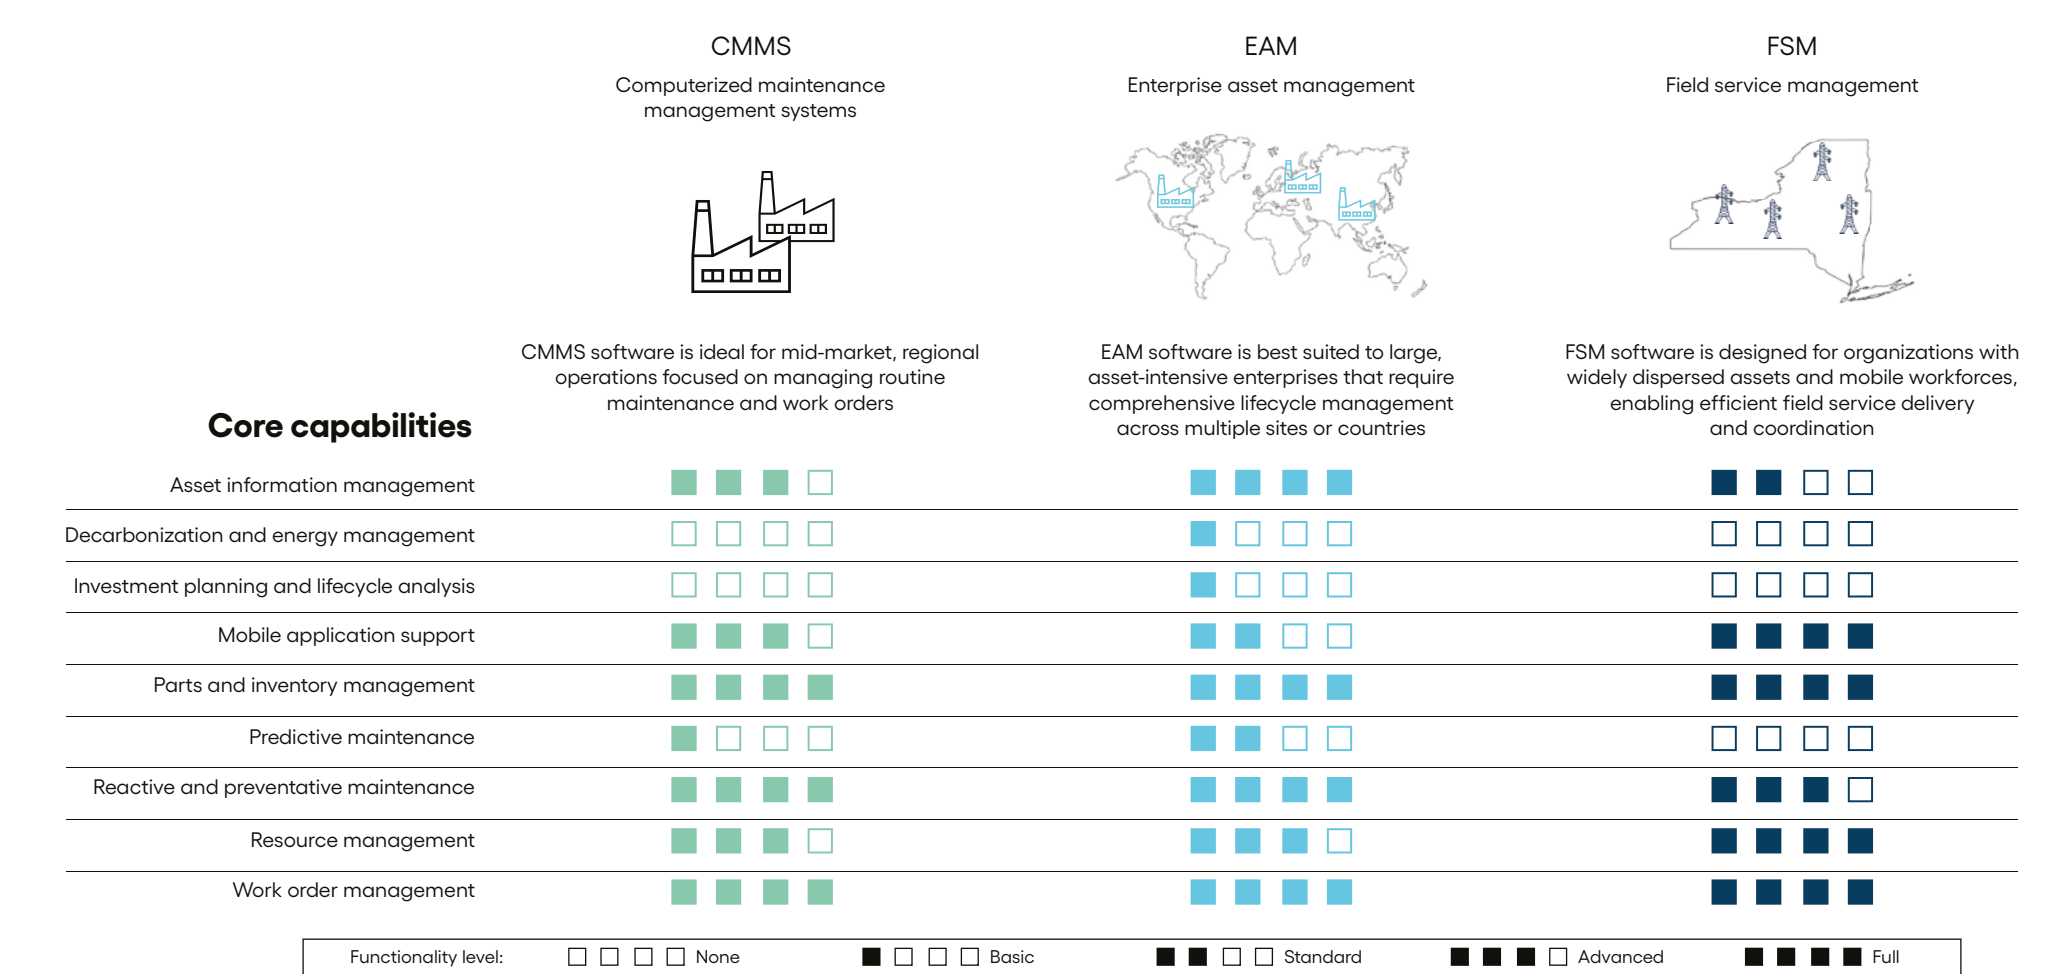 CMMS
Computerized maintenance
management systems
EAM
Enterprise asset management
FSM
Field service management
CMMS software is ideal for mid-market, regional
operations focused on managing routine
maintenance and work orders
EAM software is best suited to large,
asset-intensive enterprises that require
comprehensive lifecycle management
across multiple sites or countries
FSM software is designed for organizations with
widely dispersed assets and mobile workforces,
enabling efficient field service delivery
and coordination
Core capabilities
Asset information management
Decarbonization and energy management
Investment planning and lifecycle analysis
Mobile application support
Parts and inventory management
Predictive maintenance
Reactive and preventative maintenance
Resource management
Work order management
Functionality level: None Basic Standard Advanced Full